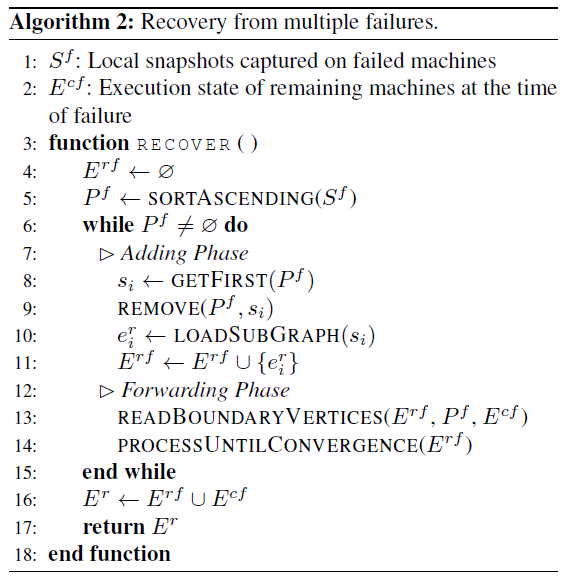 Algorithm 2: Recovery from multiple failures.
1: S^f: Local snapshots captured on failed machines
2: E^{cf}: Execution state of remaining machines at the time
of failure
3: function RECOVER()
4: E^{rf} ← ∅
5: P^f ← SORTASCENDING(S^f)
6: while P^f ≠ ∅ do
7: ▷ Adding Phase
8: s_i ← GETFIRST(P^f)
9: REMOVE(P^f, s_i)
10: e_i^r ← LOADSUBGRAPH(s_i)
11: E^{rf} ← E^{rf} ∪ {e_i^r}
12: ▷ Forwarding Phase
13: READBOUNDARYVERTICES(E^{rf}, P^f, E^{cf})
14: PROCESSUNTILCONVERGENCE(E^{rf})
15: end while
16: E^r ← E^{rf} ∪ E^{cf}
17: return E^r
18: end function